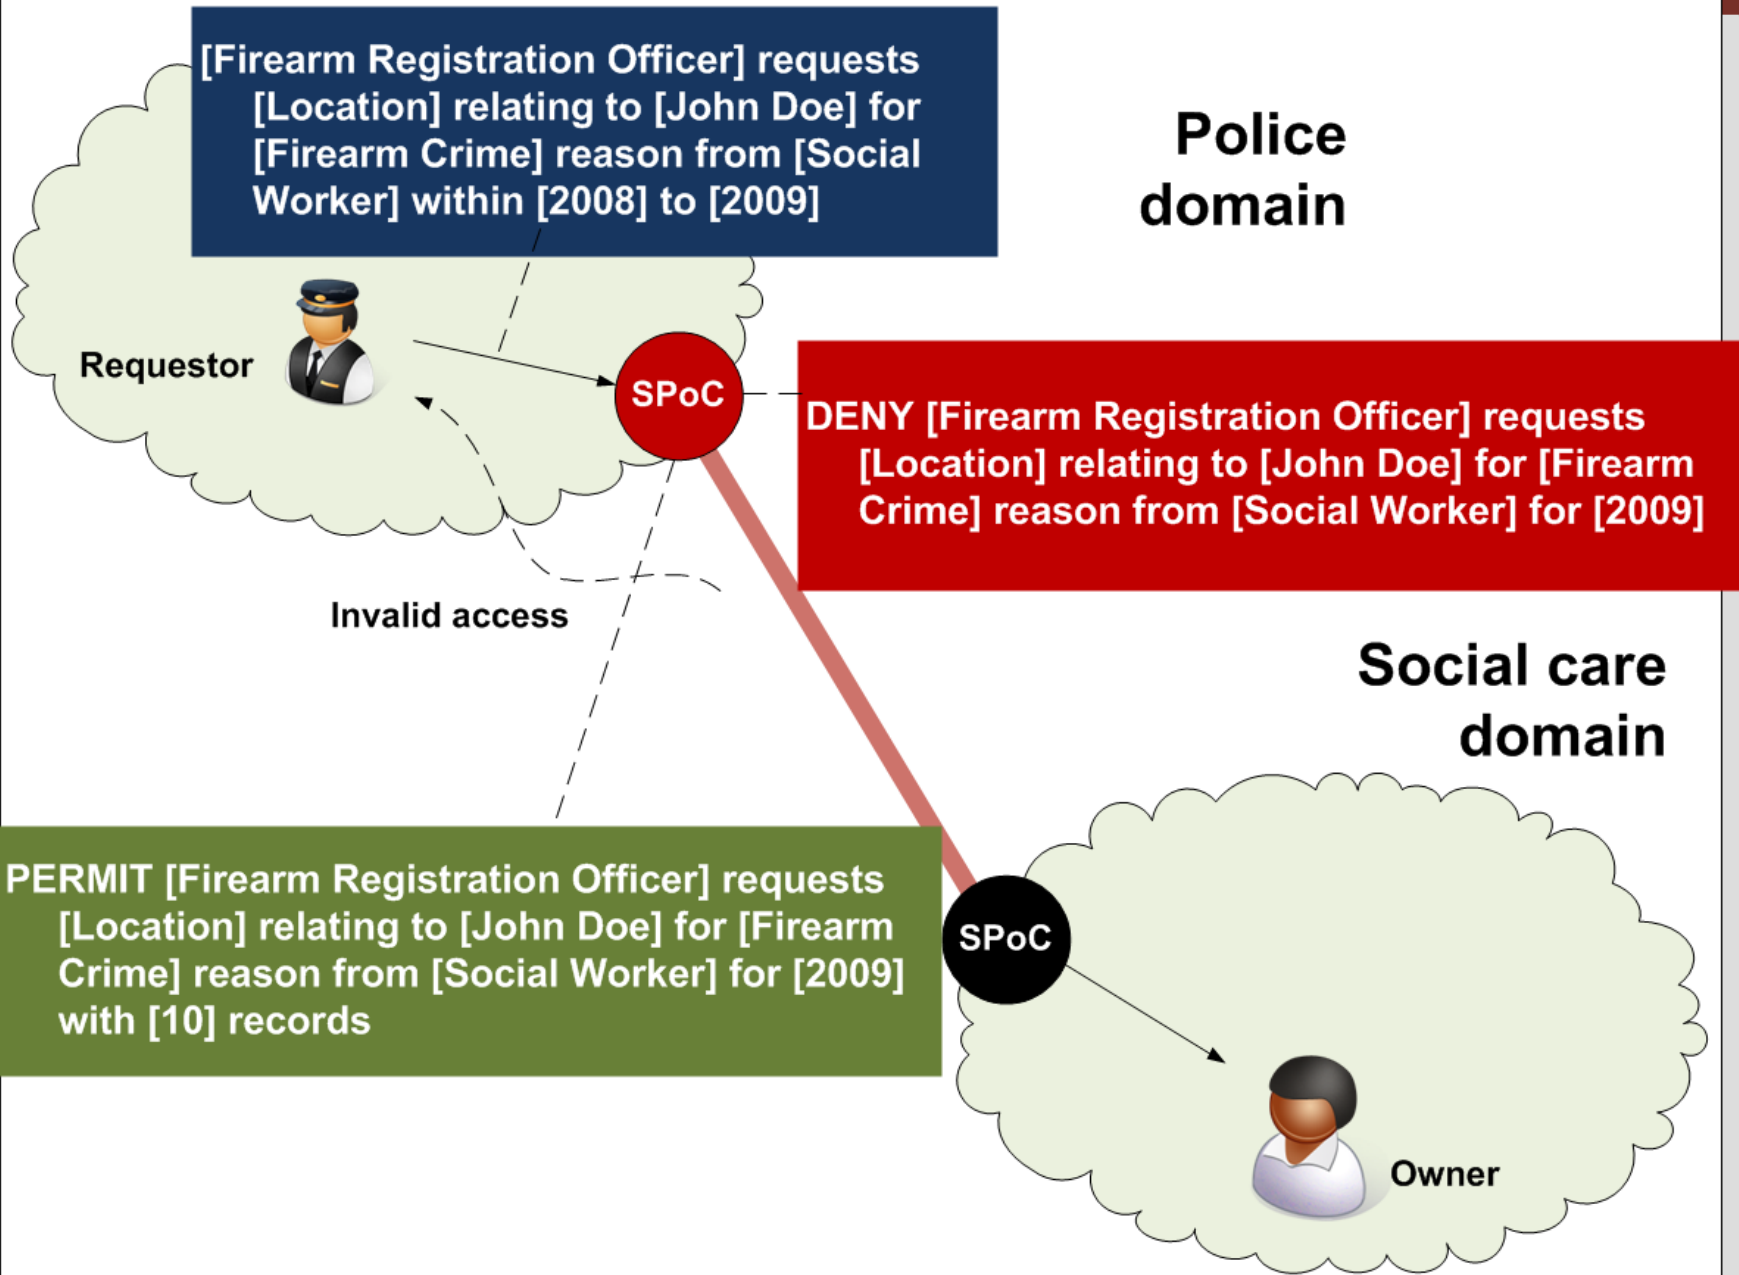 [Firearm Registration Officer] requests
[Location] relating to [John Doe] for
[Firearm Crime] reason from [Social
Worker] within [2008] to [2009]
Police
domain
Requestor
SPoC
DENY [Firearm Registration Officer] requests
[Location] relating to [John Doe] for [Firearm
Crime] reason from [Social Worker] for [2009]
Invalid access
Social care
domain
PERMIT [Firearm Registration Officer] requests
[Location] relating to [John Doe] for [Firearm
Crime] reason from [Social Worker] for [2009]
with [10] records
SPoC
Owner